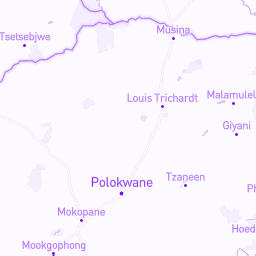 Musina
Tsetsebjwe
Louis Trichardt
Malamulel
Giyani
Tzaneen
Polokwane
Ph
Mokopane
Hoed
Mookgophong